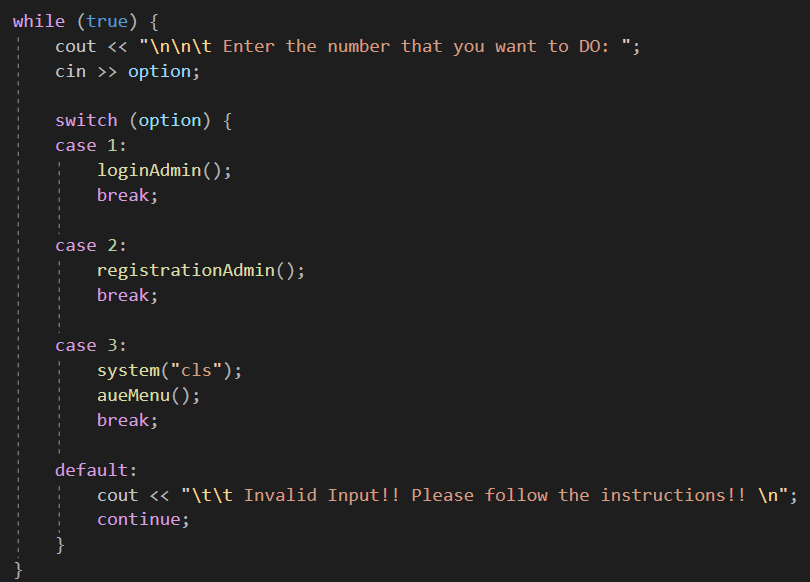 while (true) {
    cout << "\n\n\t Enter the number that you want to DO: ";
    cin >> option;

    switch (option) {
    case 1:
        loginAdmin();
        break;

    case 2:
        registrationAdmin();
        break;

    case 3:
        system("cls");
        aueMenu();
        break;

    default:
        cout << "\t\t Invalid Input!! Please follow the instructions!! \n";
        continue;
    }
}